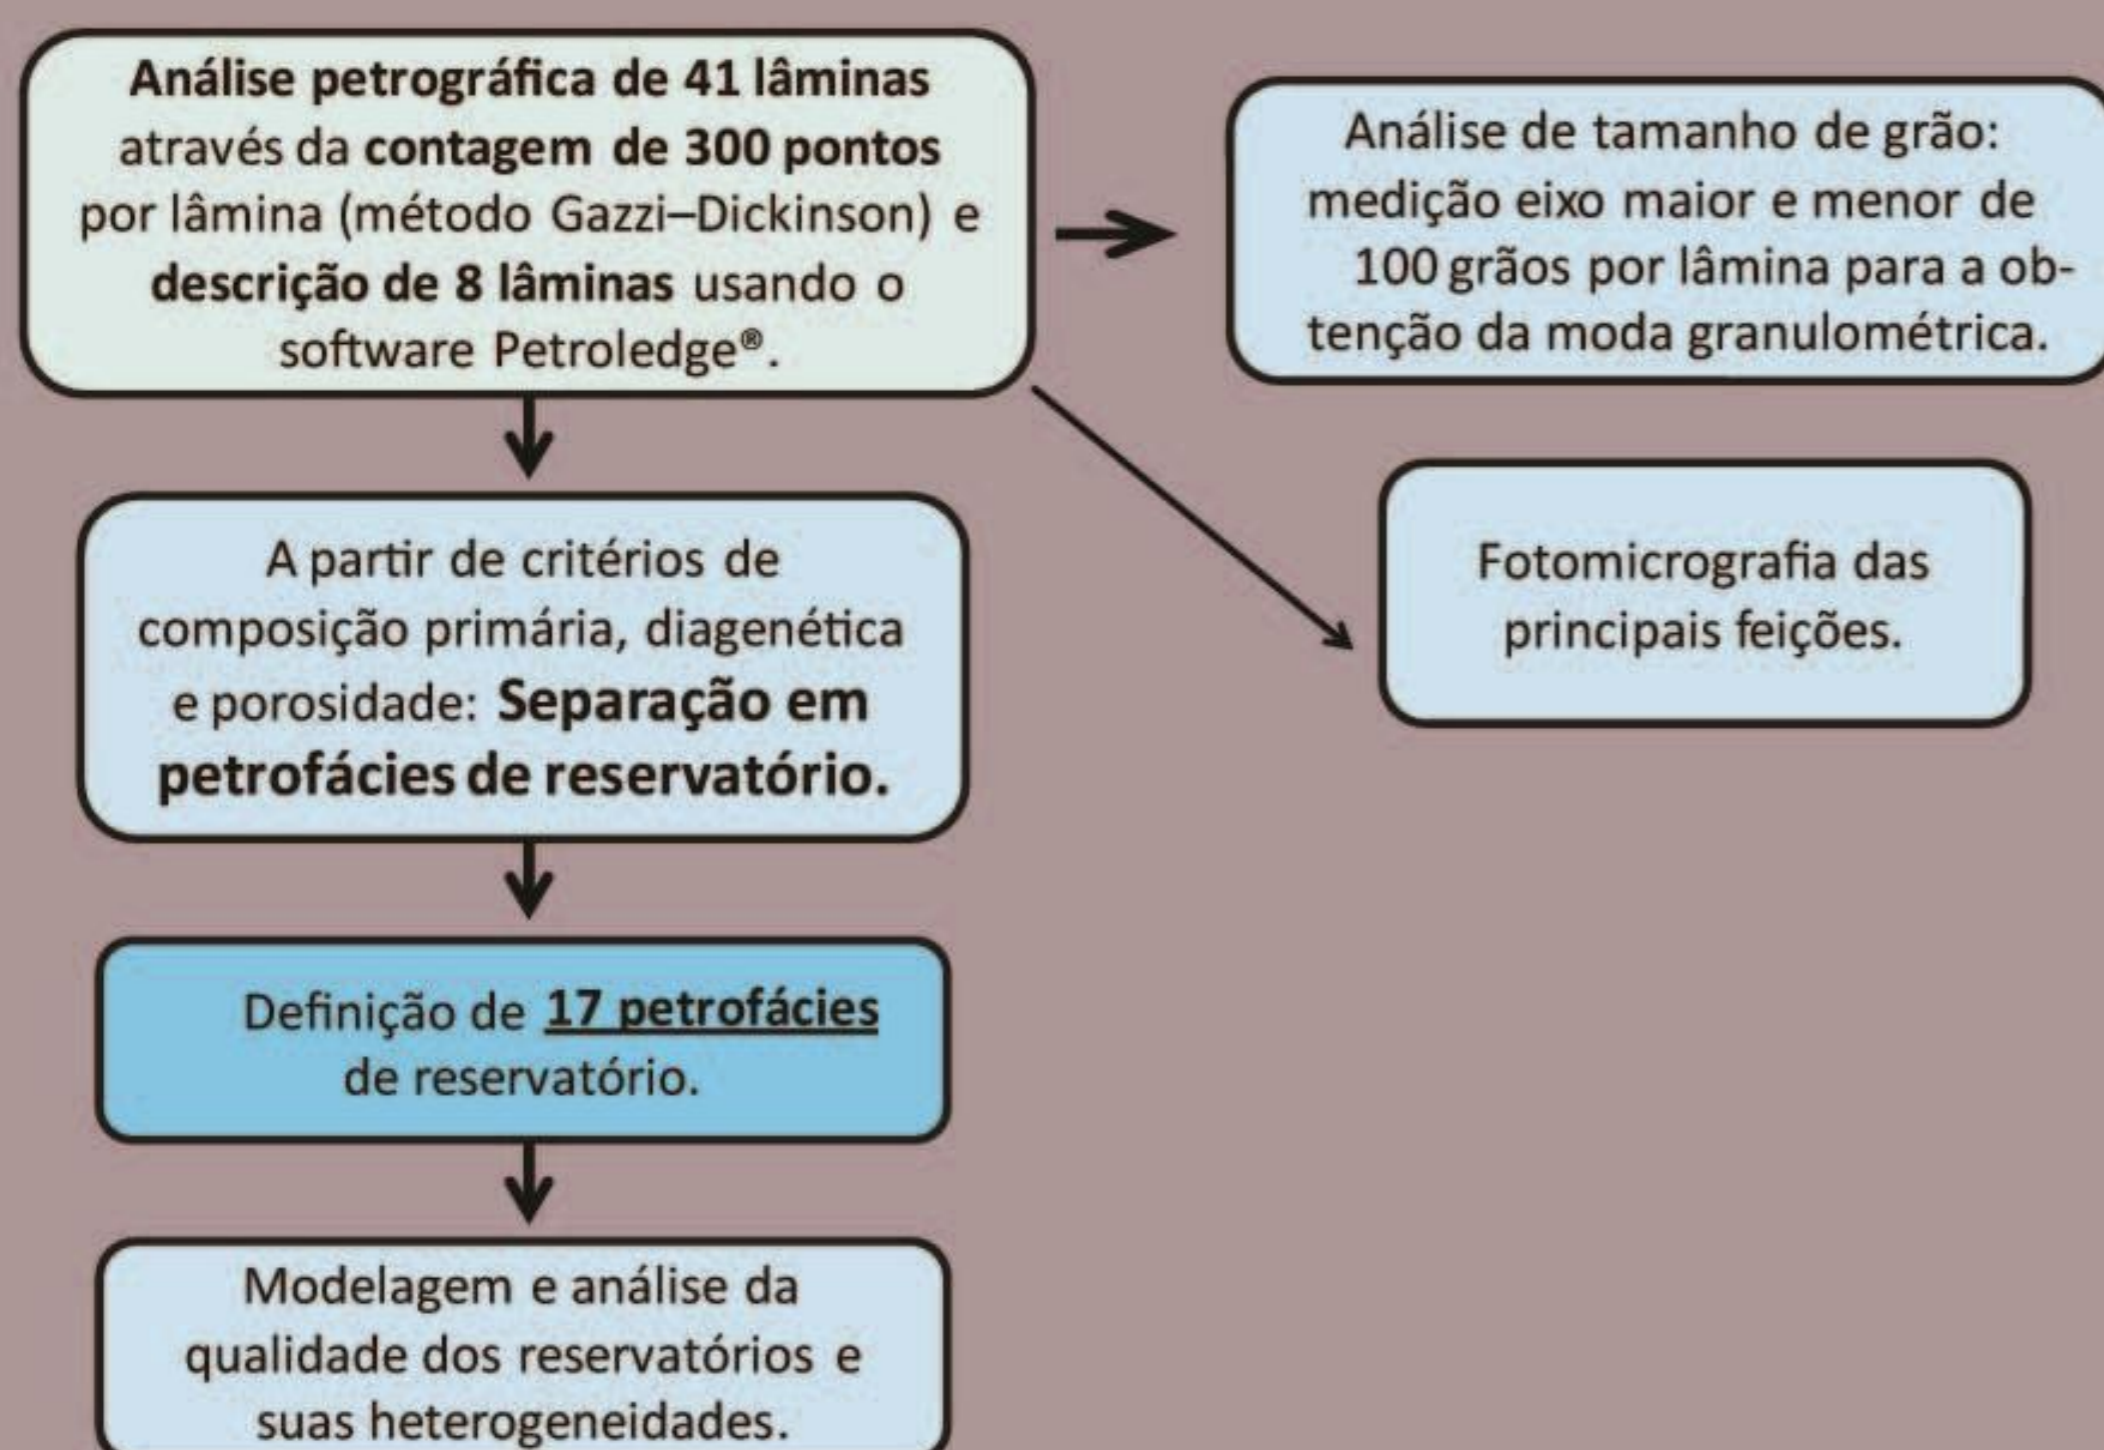 Análise petrográfica de 41 lâminas
através da contagem de 300 pontos
por lâmina (método Gazzi–Dickinson) e
descrição de 8 lâminas usando o
software Petroledge®.
Análise de tamanho de grão:
medição eixo maior e menor de
100 grãos por lâmina para a ob-
tenção da moda granulométrica.
Fotomicrografia das
principais feições.
A partir de critérios de
composição primária, diagenética
e porosidade: Separação em
petrofácies de reservatório.
Definição de 17 petrofácies
de reservatório.
Modelagem e análise da
qualidade dos reservatórios e
suas heterogeneidades.